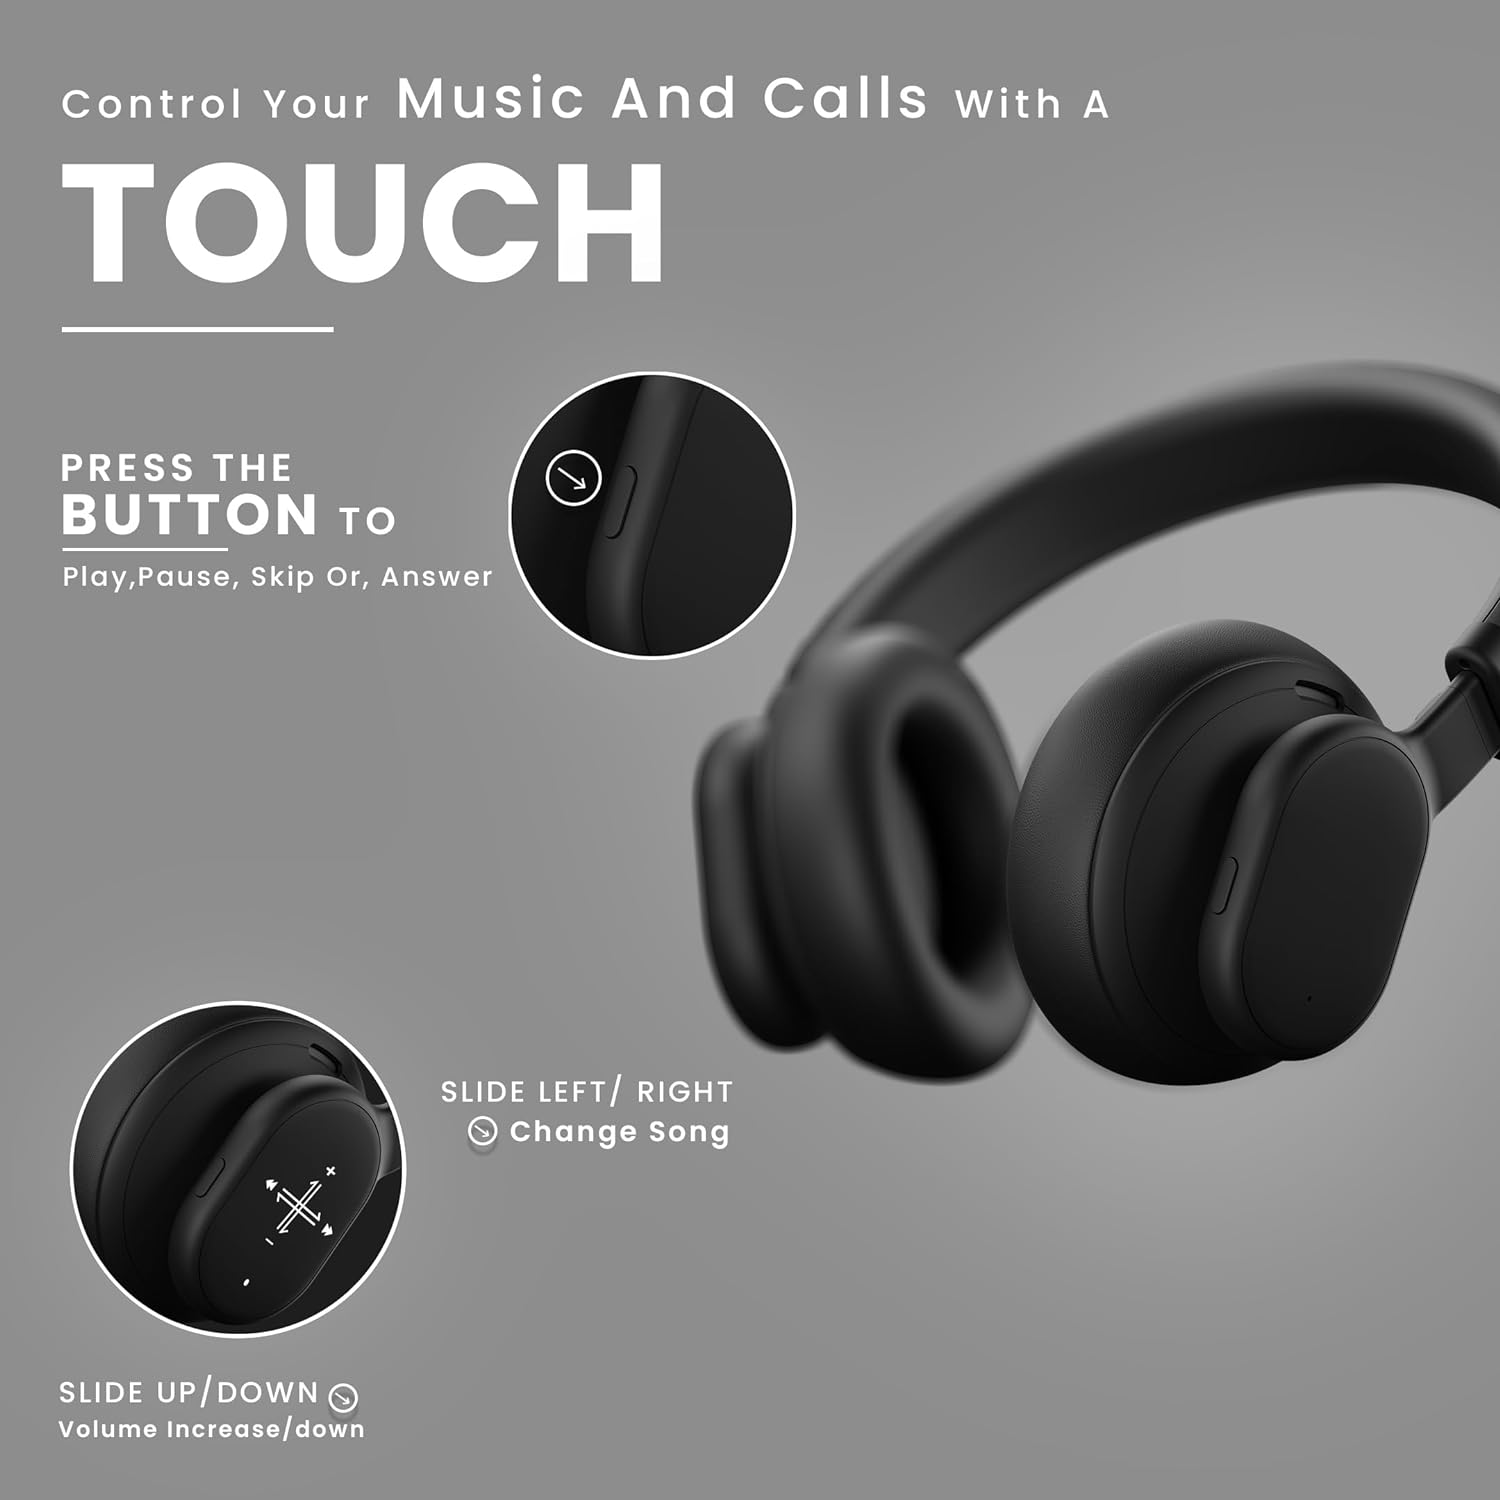 Control Your Music And Calls With A
TOUCH
PRESS THE
BUTTON TO
Play,Pause, Skip Or, Answer
SLIDE LEFT/ RIGHT
Change Song
+
-
SLIDE UP/DOWN
Volume Increase/down